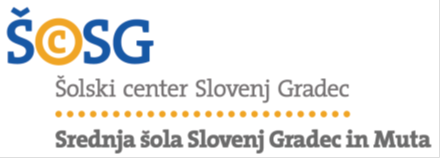 ŠCSG
Šolski center Slovenj Gradec
Srednja šola Slovenj Gradec in Muta